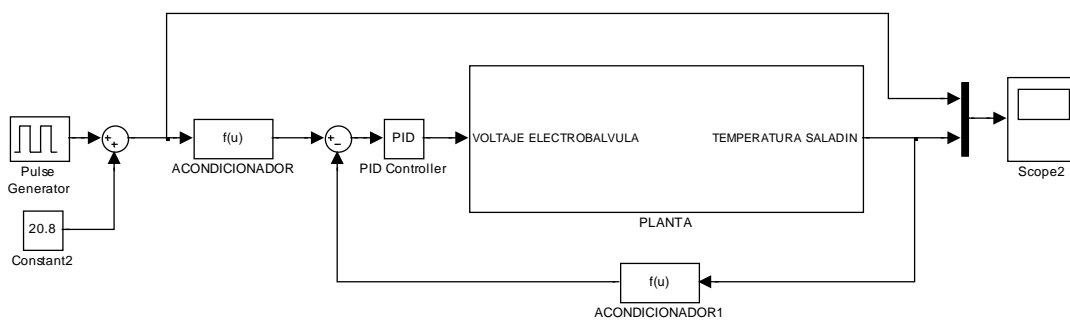 VOLTAJE ELECTROBALVULA
TEMPERATURA SALADIN
+
+
f(u)
+
−
PID
Pulse
Generator
ACONDICIONADOR
PID Controller
Scope2
PLANTA
20.8
Constant2
f(u)
ACONDICIONADOR1